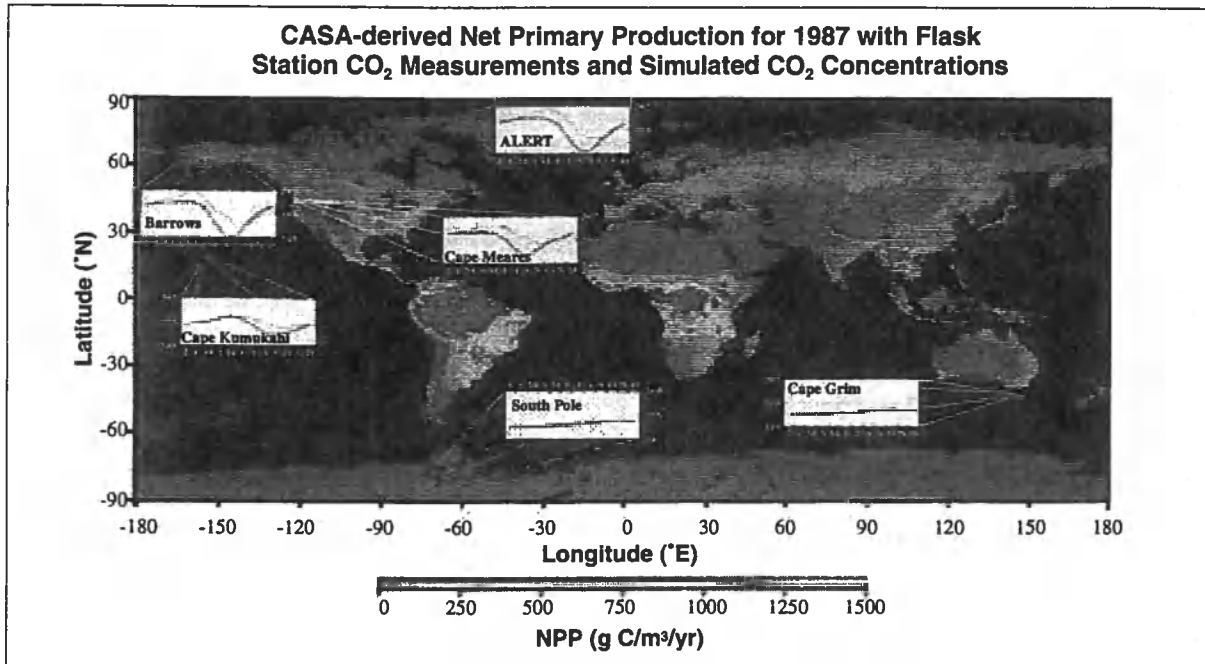 CASA-derived Net Primary Production for 1987 with Flask
Station CO₂ Measurements and Simulated CO₂ Concentrations
90
60
30
0
-30
-60
-90
Latitude (°N)
ALERT
Barrows
Cape Meares
Cape Kumukahi
South Pole
Cape Grim
-180 -150 -120 -90 -60 -30 0 30 60 90 120 150 180
Longitude (°E)
0 250 500 750 1000 1250 1500
NPP (g C/m³/yr)